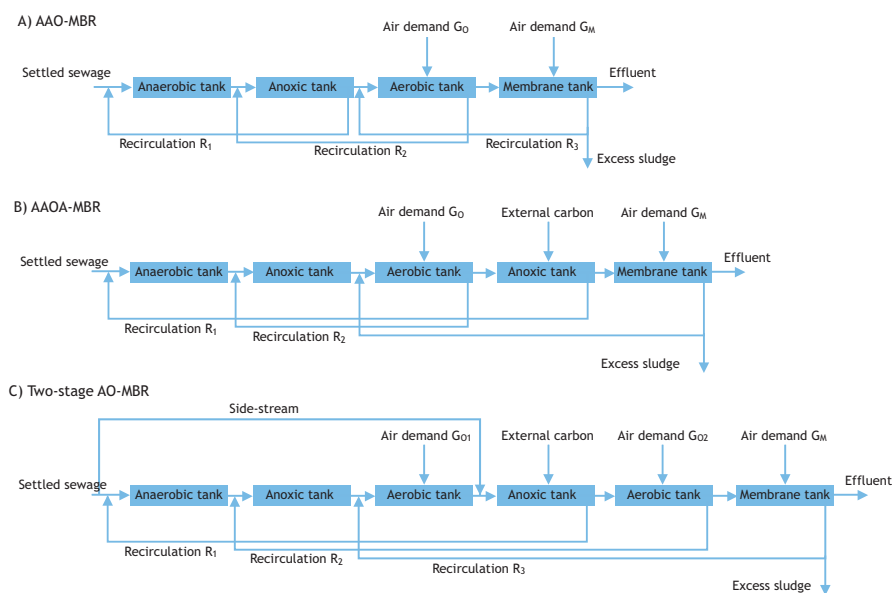 A) AAO-MBR
Air demand GO
Air demand GM
Settled sewage
Effluent
Anaerobic tank
Anoxic tank
Aerobic tank
Membrane tank
Recirculation R1
Recirculation R2
Recirculation R3
Excess sludge
B) AAOA-MBR
Air demand GO
External carbon
Air demand GM
Settled sewage
Effluent
Anaerobic tank
Anoxic tank
Aerobic tank
Anoxic tank
Membrane tank
Recirculation R1
Recirculation R2
Excess sludge
C) Two-stage AO-MBR
Side-stream
Air demand GO1
External carbon
Air demand GO2
Air demand GM
Settled sewage
Effluent
Anaerobic tank
Anoxic tank
Aerobic tank
Anoxic tank
Aerobic tank
Membrane tank
Recirculation R1
Recirculation R2
Recirculation R3
Excess sludge